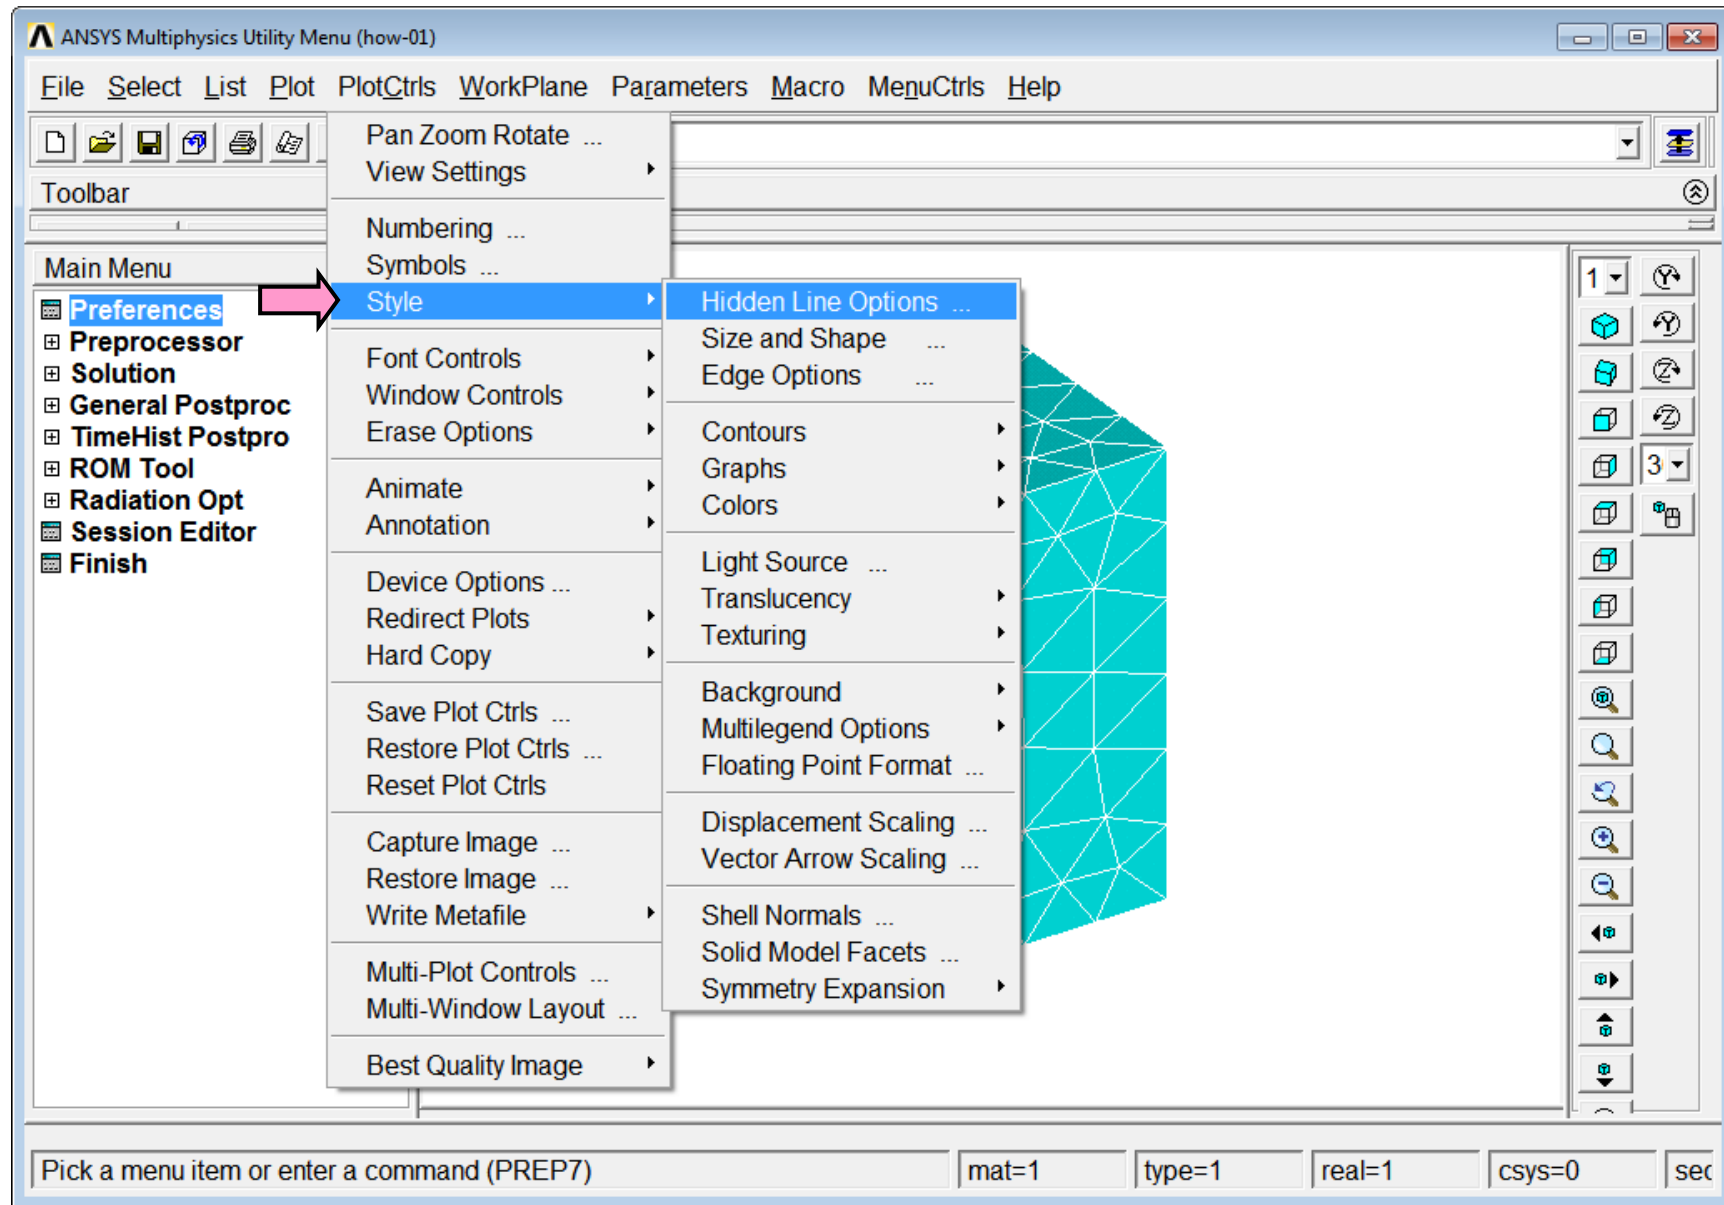 ANSYS Multiphysics Utility Menu (how-01)
File Select List Plot PlotCtrls WorkPlane Parameters Macro MenuCtrls Help
Toolbar
Main Menu
Preferences
Preprocessor
Solution
General Postproc
TimeHist Postpro
ROM Tool
Radiation Opt
Session Editor
Finish
Pan Zoom Rotate ...
View Settings
Numbering ...
Symbols ...
Style
Font Controls
Window Controls
Erase Options
Animate
Annotation
Device Options ...
Redirect Plots
Hard Copy
Save Plot Ctrls ...
Restore Plot Ctrls ...
Reset Plot Ctrls
Capture Image ...
Restore Image ...
Write Metafile
Multi-Plot Controls ...
Multi-Window Layout ...
Best Quality Image
Hidden Line Options ...
Size and Shape ...
Edge Options ...
Contours
Graphs
Colors
Light Source ...
Translucency
Texturing
Background
Multilegend Options
Floating Point Format ...
Displacement Scaling ...
Vector Arrow Scaling ...
Shell Normals ...
Solid Model Facets ...
Symmetry Expansion
1
3
Pick a menu item or enter a command (PREP7)
mat=1
type=1
real=1
csys=0
sec